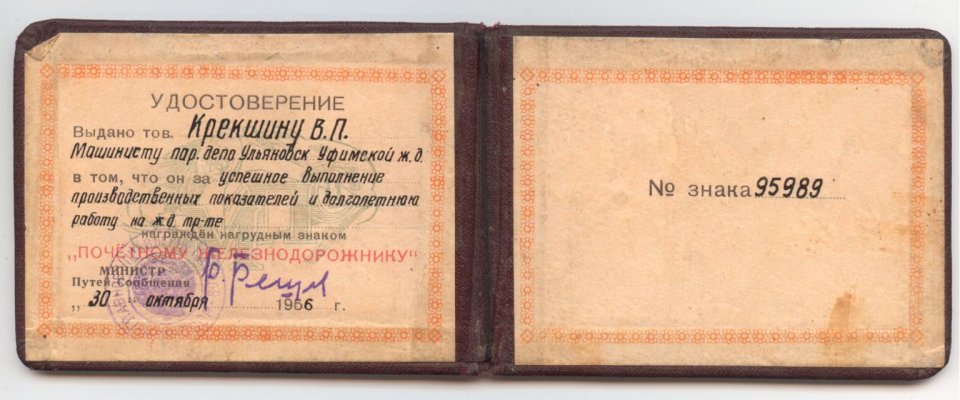 УДОСТОВЕРЕНИЕ
Выдано тов. Крекшину В.П.
Машинисту пар. депо Ульяновск Уфимской ж.д.
в том, что он за успешное выполнение
производственных показателей и долголетнюю
работу на ж.д. тр-те
награждён нагрудным знаком
„ПОЧЁТНОМУ ЖЕЛЕЗНОДОРОЖНИКУ“
МИНИСТР
Путей Сообщения
„30“ октября 1956 г.
№ знака 95989